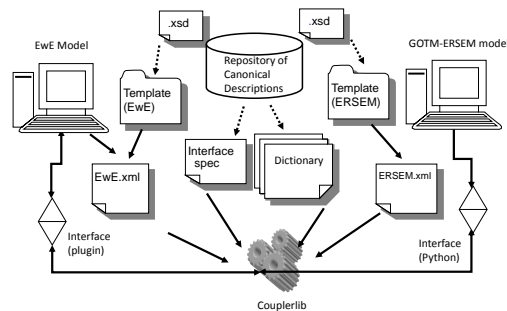 .xsd
.xsd
EwE Model
GOTM-ERSEM mode
Repository of
Canonical
Descriptions
Template
(EwE)
Template
(ERSEM)
Interface
spec
Dictionary
EwE.xml
ERSEM.xml
Interface
(plugin)
Interface
(Python)
Couplerlib